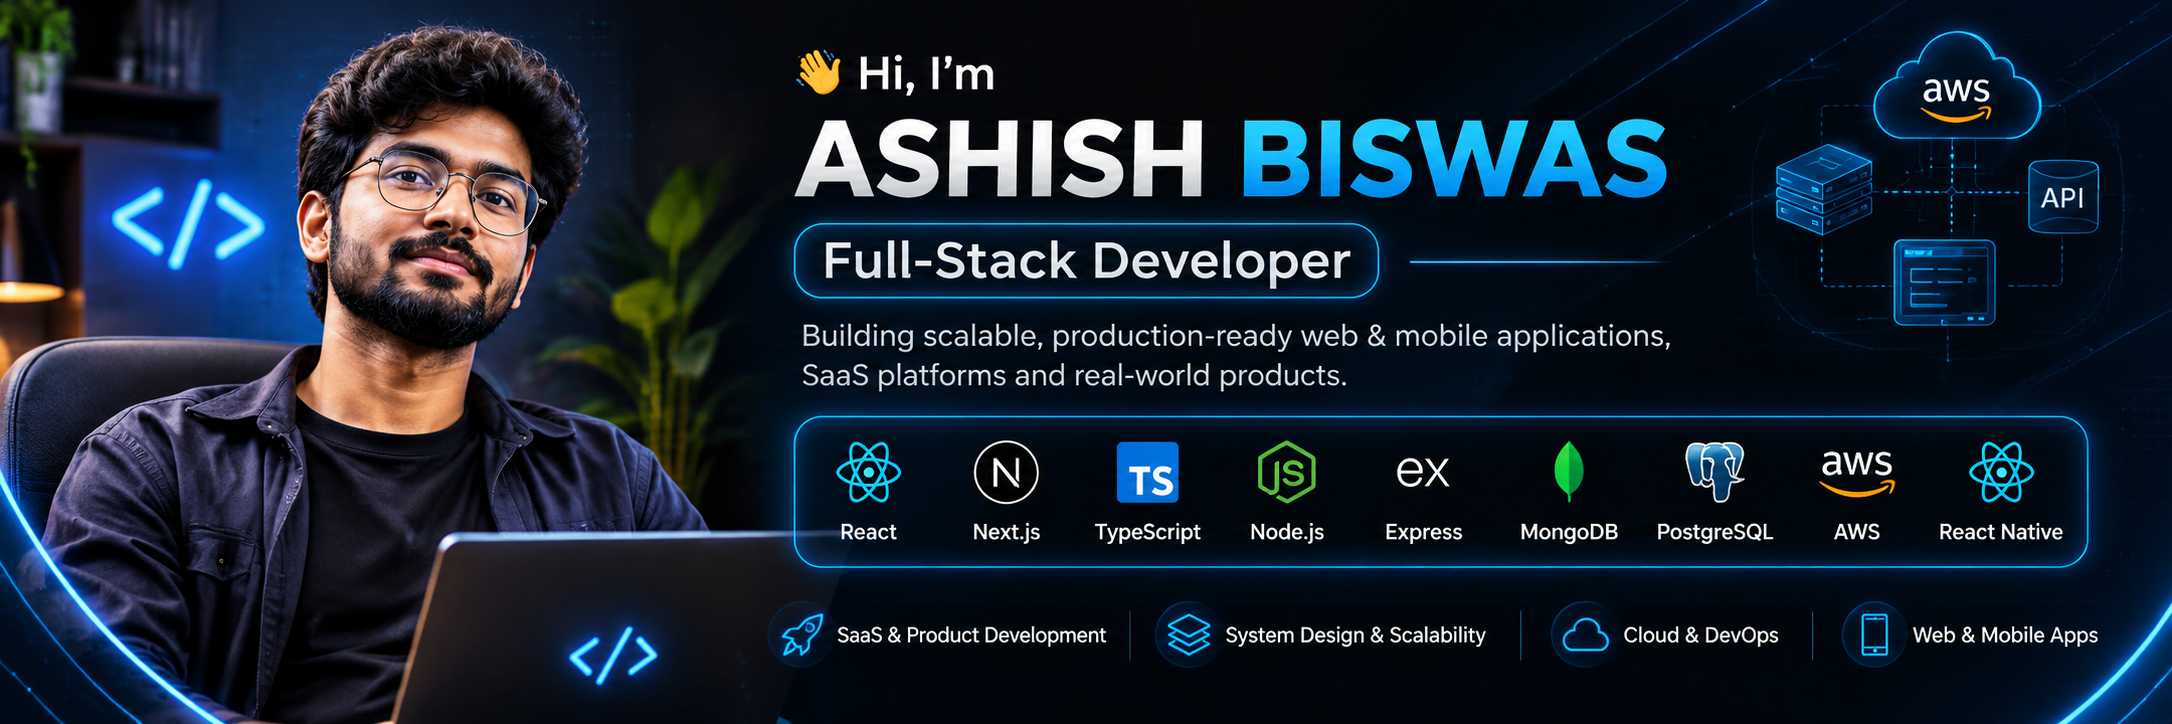 </>
👋 Hi, I'm
ASHISH BISWAS
Full-Stack Developer
Building scalable, production-ready web & mobile applications,
SaaS platforms and real-world products.
aws
API
React
N
Next.js
TS
TypeScript
JS
Node.js
ex
Express
MongoDB
PostgreSQL
aws
AWS
React Native
</>
SaaS & Product Development
System Design & Scalability
Cloud & DevOps
Web & Mobile Apps